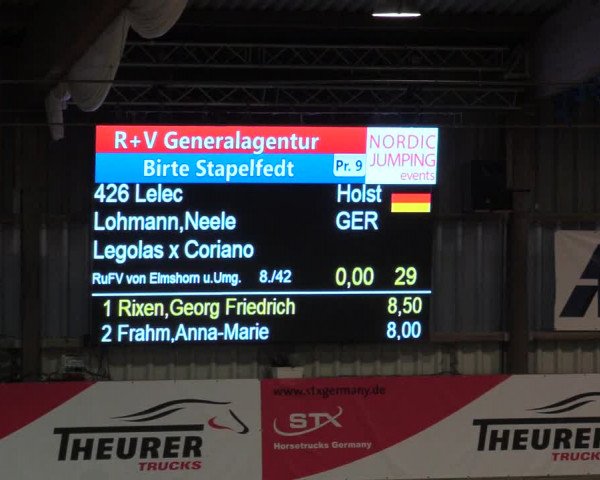 R+V Generalagentur
Birte Stapelfedt
Pr. 9
NORDIC
JUMPING
events
426 Lelec Holst
Lohmann,Neele GER
Legolas x Coriano
RuFV von Elmshorn u.Umg. 8./42 0,00 29
1 Rixen,Georg Friedrich 8,50
2 Frahm,Anna-Marie 8,00
www.stxgermany.de
STX
Horsetrucks Germany
THEURER
TRUCKS
THEURER
TRUCKS